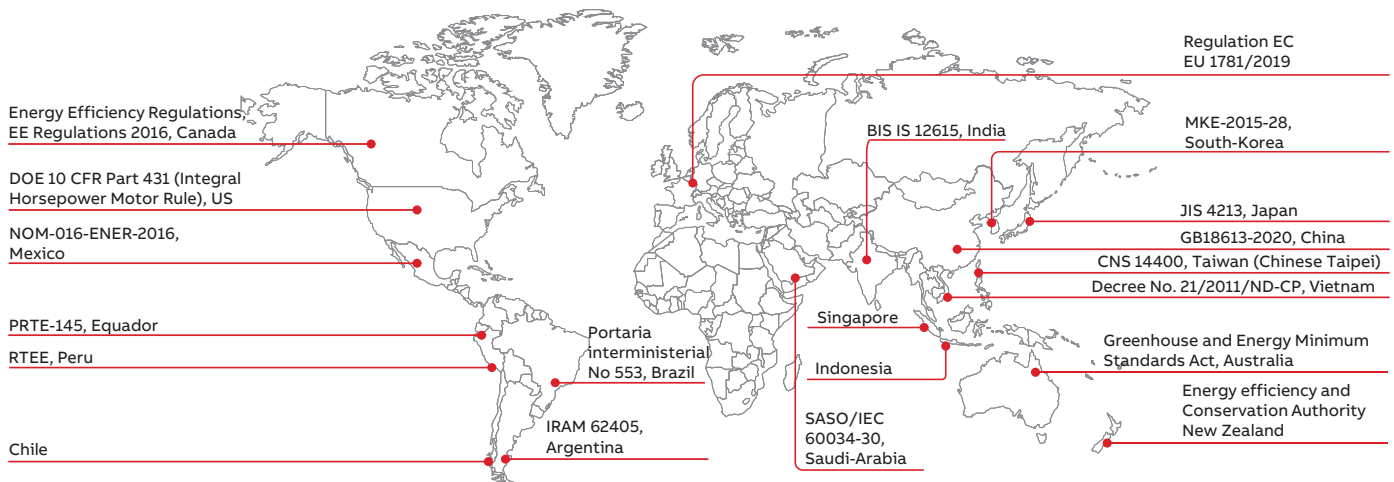 Energy Efficiency Regulations,
EE Regulations 2016, Canada
DOE 10 CFR Part 431 (Integral
Horsepower Motor Rule), US
NOM-016-ENER-2016,
Mexico
PRTE-145, Equador
RTEE, Peru
Chile
Portaria
interministerial
No 553, Brazil
IRAM 62405,
Argentina
Regulation EC
EU 1781/2019
BIS IS 12615, India
MKE-2015-28,
South-Korea
JIS 4213, Japan
GB18613-2020, China
CNS 14400, Taiwan (Chinese Taipei)
Decree No. 21/2011/ND-CP, Vietnam
Singapore
Indonesia
SASO/IEC
60034-30,
Saudi-Arabia
Greenhouse and Energy Minimum
Standards Act, Australia
Energy efficiency and
Conservation Authority
New Zealand